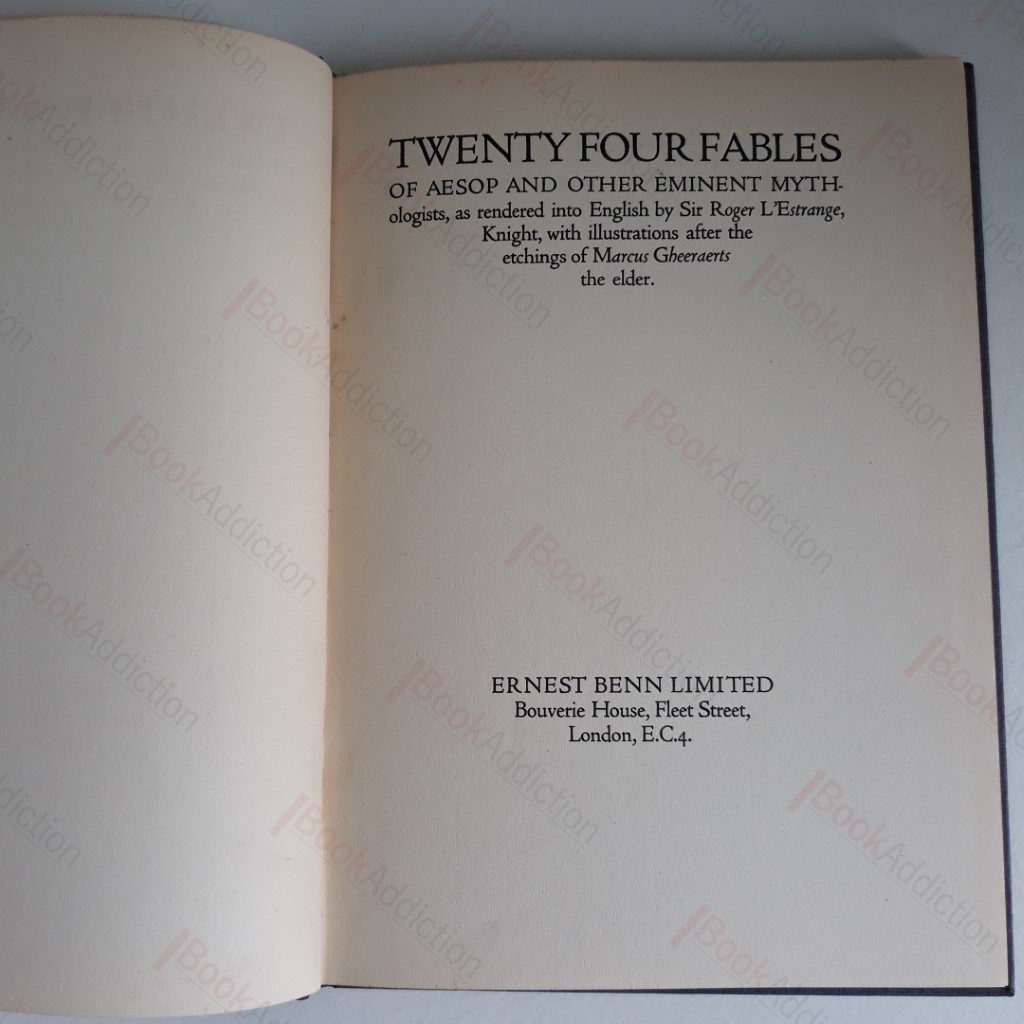 TWENTY FOUR FABLES
OF AESOP AND OTHER EMINENT MYTH-
ologists, as rendered into English by Sir Roger L'Estrange,
Knight, with illustrations after the
etchings of Marcus Gheeraerts
the elder.
ERNEST BENN LIMITED
Bouverie House, Fleet Street,
London, E.C.4.
BookAddiction